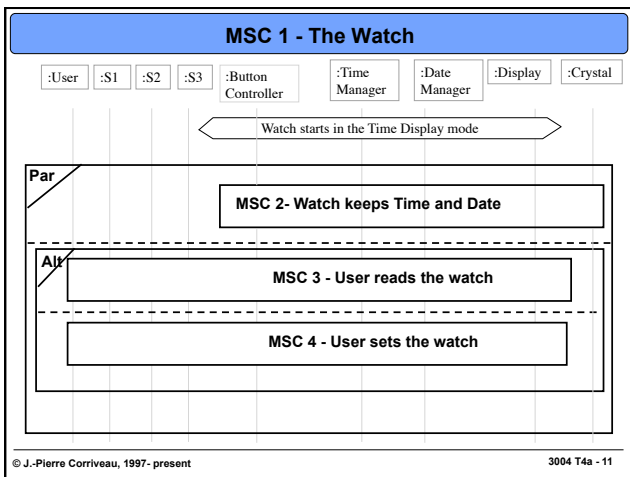 MSC 1 - The Watch
:User :S1 :S2 :S3 :Button :Time :Date :Display :Crystal
Controller Manager Manager
Watch starts in the Time Display mode
Par
MSC 2- Watch keeps Time and Date
Alt
MSC 3 - User reads the watch
MSC 4 - User sets the watch
© J.-Pierre Corriveau, 1997- present
3004 T4a - 11